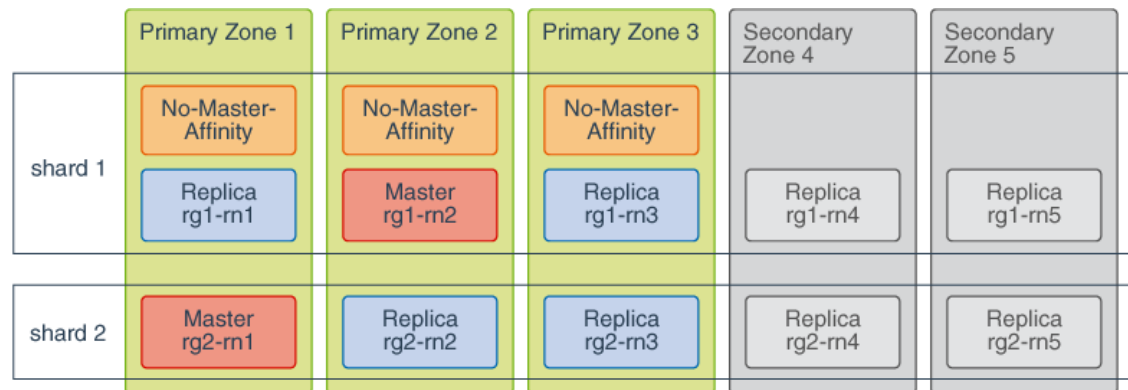 Primary Zone 1
Primary Zone 2
Primary Zone 3
Secondary
Zone 4
Secondary
Zone 5
shard 1
No-Master-
Affinity
No-Master-
Affinity
No-Master-
Affinity
Replica
rg1-rn1
Master
rg1-rn2
Replica
rg1-rn3
Replica
rg1-rn4
Replica
rg1-rn5
shard 2
Master
rg2-rn1
Replica
rg2-rn2
Replica
rg2-rn3
Replica
rg2-rn4
Replica
rg2-rn5